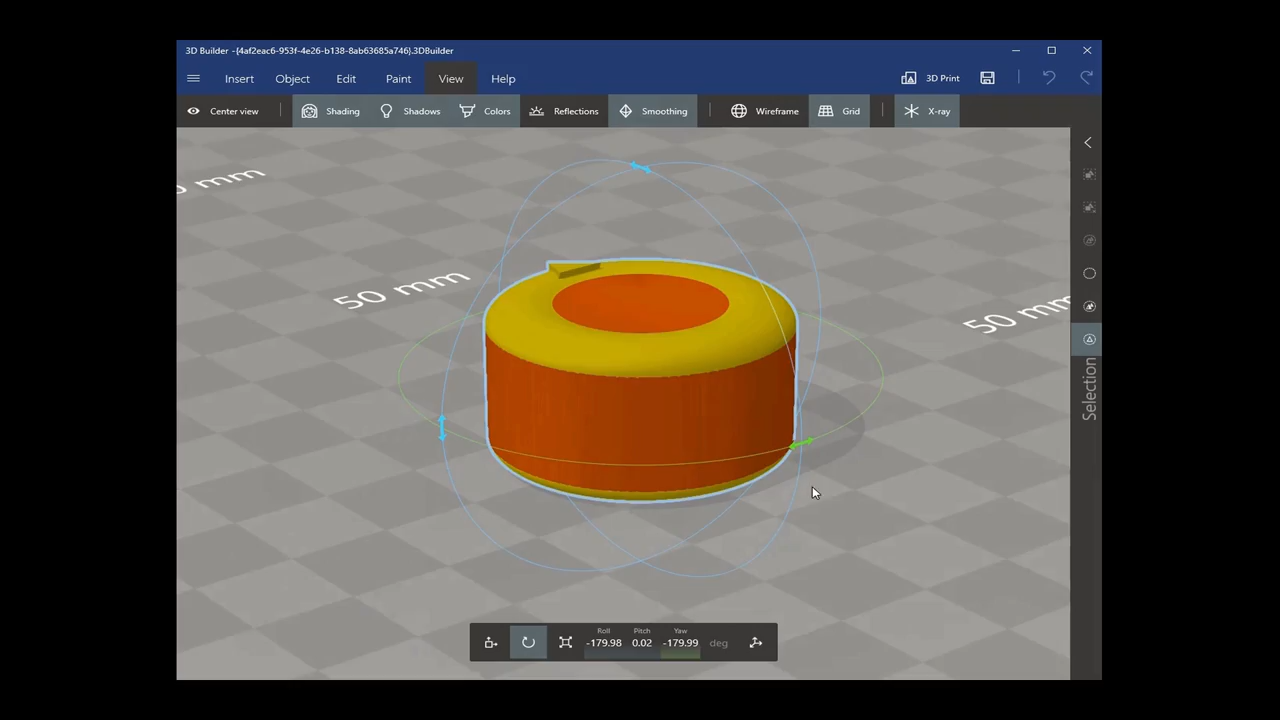 3D Builder -{4af2eac6-953f-4e26-b138-8ab63685a746}.3DBuilder
Insert Object Edit Paint View Help 3D Print
Center view Shading Shadows Colors Reflections Smoothing Wireframe Grid X-ray
mm
50 mm
50 mm
Selection
Roll Pitch Yaw
-179.98 0.02 -179.99 deg